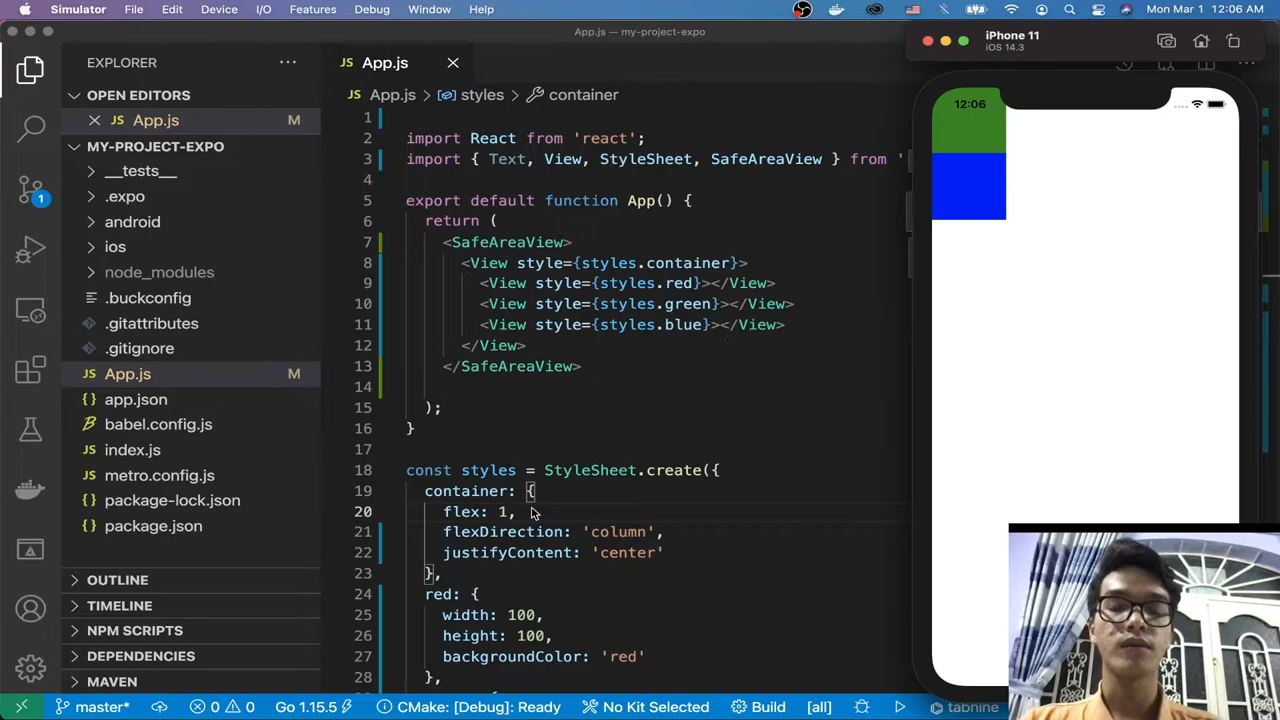 Simulator File Edit Device I/O Features Debug Window Help Mon Mar 1 12:06 AM
App.js — my-project-expo
iPhone 11
iOS 14.3
EXPLORER
OPEN EDITORS
App.js M
MY-PROJECT-EXPO
__tests__
.expo
android
ios
node_modules
.buckconfig
.gitattributes
.gitignore
JS App.js M
{} app.json
babel.config.js
JS index.js
JS metro.config.js
{} package-lock.json
{} package.json
OUTLINE
TIMELINE
NPM SCRIPTS
DEPENDENCIES
MAVEN
1
JS App.js
JS App.js > styles > container
1
2 import React from 'react';
3 import { Text, View, StyleSheet, SafeAreaView } from '
4
5 export default function App() {
6 return (
7 <SafeAreaView>
8 <View style={styles.container}>
9 <View style={styles.red}></View>
10 <View style={styles.green}></View>
11 <View style={styles.blue}></View>
12 </View>
13 </SafeAreaView>
14
15 );
16 }
17
18 const styles = StyleSheet.create({
19 container: {
20 flex: 1,
21 flexDirection: 'column',
22 justifyContent: 'center'
23 },
24 red: {
25 width: 100,
26 height: 100,
27 backgroundColor: 'red'
28 },
12:06
master* 0 0 Go 1.15.5 CMake: [Debug]: Ready No Kit Selected Build [all] tabnine